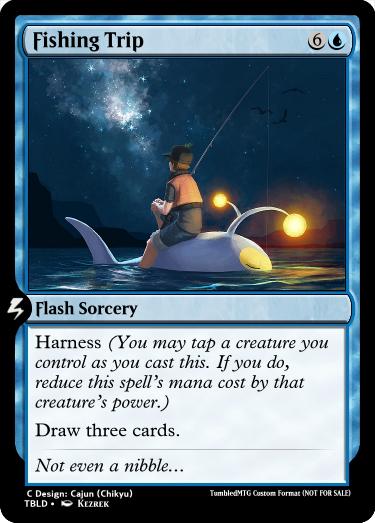 Fishing Trip 6
Flash Sorcery
Harness (You may tap a creature you
control as you cast this. If you do,
reduce this spell's mana cost by that
creature's power.)
Draw three cards.
Not even a nibble…
C Design: Cajun (Chikyu)
TumbledMTG Custom Format (NOT FOR SALE)
TBLD • Kezrek